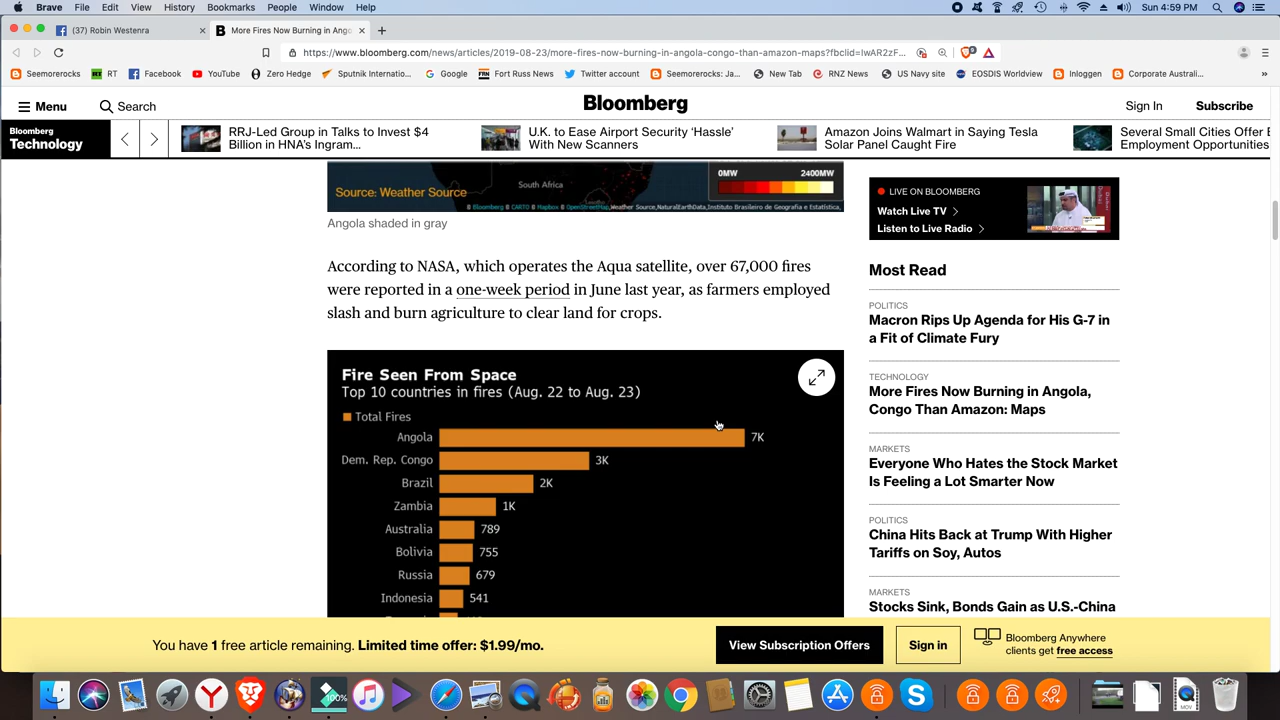 Brave File Edit View History Bookmarks People Window Help
Sun 4:59 PM
(37) Robin Westenra
More Fires Now Burning in Ango
https://www.bloomberg.com/news/articles/2019-08-23/more-fires-now-burning-in-angola-congo-than-amazon-maps?fbclid=IwAR2zF...
Seemorerocks RT Facebook YouTube Zero Hedge Sputnik Internatio... Google Fort Russ News Twitter account Seemorerocks: Ja... New Tab RNZ News US Navy site EOSDIS Worldview Inloggen Corporate Australi... »
Menu Search Bloomberg Sign In Subscribe
Bloomberg
Technology
RRJ-Led Group in Talks to Invest $4
Billion in HNA's Ingram...
U.K. to Ease Airport Security 'Hassle'
With New Scanners
Amazon Joins Walmart in Saying Tesla
Solar Panel Caught Fire
Several Small Cities Offer
Employment Opportunities
South Africa
0MW 2400MW
Source: Weather Source
© Bloomberg © CARTO © Mapbox © OpenStreetMap,Weather Source,NaturalEarthData,Instituto Brasileiro de Geografia e Estatística,
Angola shaded in gray
According to NASA, which operates the Aqua satellite, over 67,000 fires
were reported in a one-week period in June last year, as farmers employed
slash and burn agriculture to clear land for crops.
Fire Seen From Space
Top 10 countries in fires (Aug. 22 to Aug. 23)
Total Fires
Angola 7K
Dem. Rep. Congo 3K
Brazil 2K
Zambia 1K
Australia 789
Bolivia 755
Russia 679
Indonesia 541
LIVE ON BLOOMBERG
Watch Live TV
Listen to Live Radio
Most Read
POLITICS
Macron Rips Up Agenda for His G-7 in
a Fit of Climate Fury
TECHNOLOGY
More Fires Now Burning in Angola,
Congo Than Amazon: Maps
MARKETS
Everyone Who Hates the Stock Market
Is Feeling a Lot Smarter Now
POLITICS
China Hits Back at Trump With Higher
Tariffs on Soy, Autos
MARKETS
Stocks Sink, Bonds Gain as U.S.-China
You have 1 free article remaining. Limited time offer: $1.99/mo.
View Subscription Offers
Sign in
Bloomberg Anywhere
clients get free access